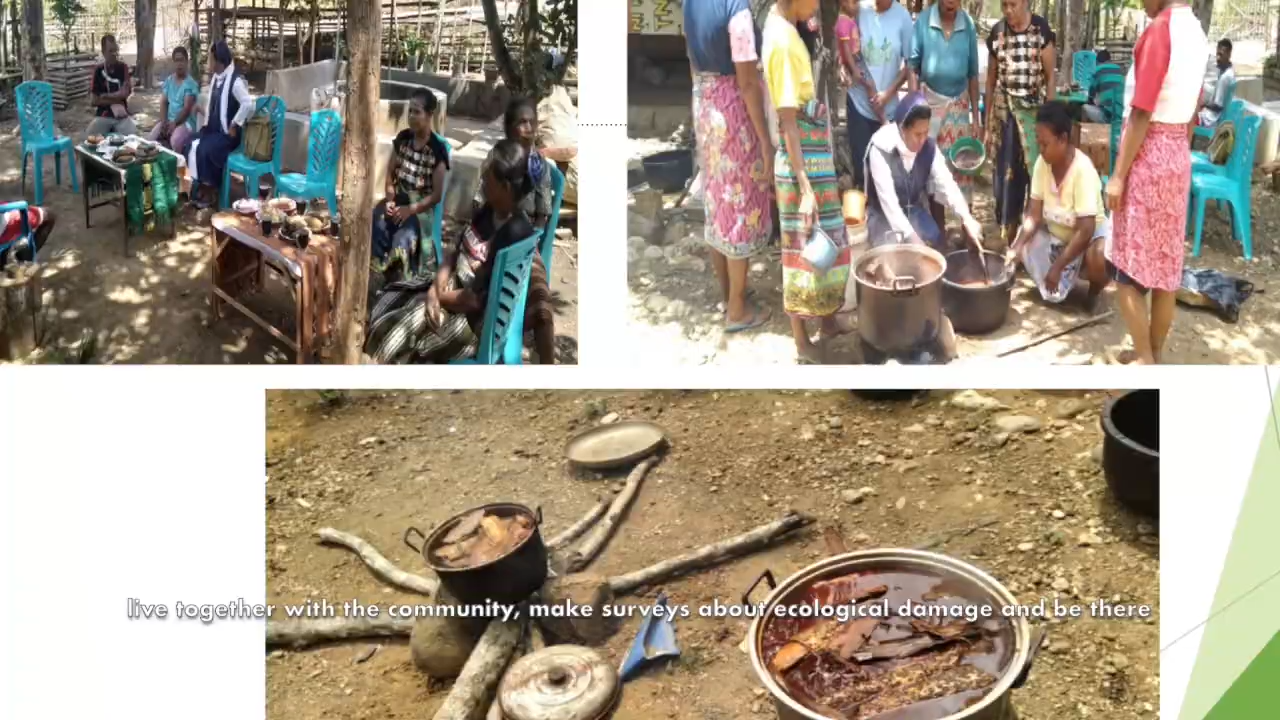 live together with the community, make surveys about ecological damage and be there